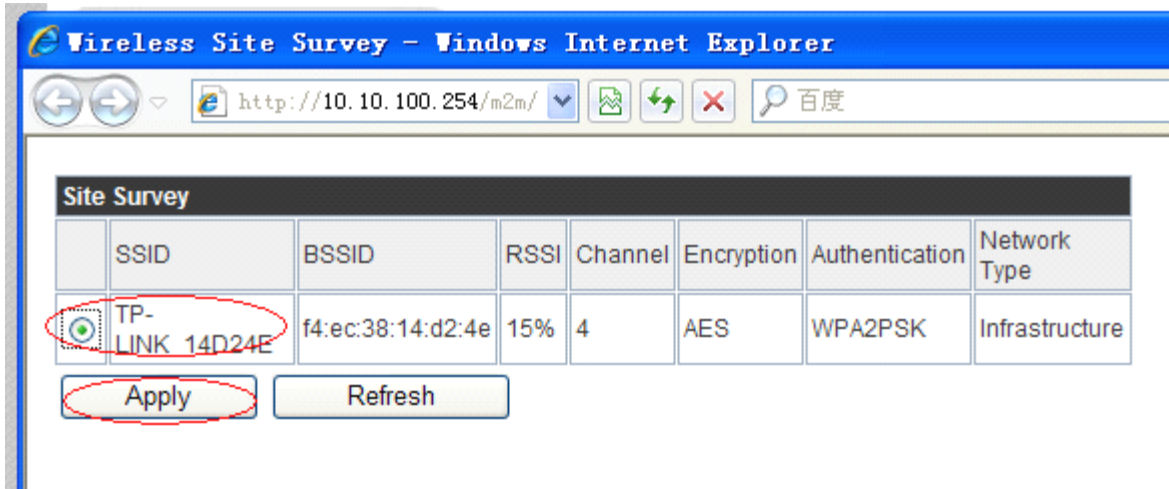 Wireless Site Survey - Windows Internet Explorer
http://10.10.100.254/m2m/ 百度
Site Survey
SSID BSSID RSSI Channel Encryption Authentication Network Type
TP-LINK_14D24E f4:ec:38:14:d2:4e 15% 4 AES WPA2PSK Infrastructure
Apply Refresh